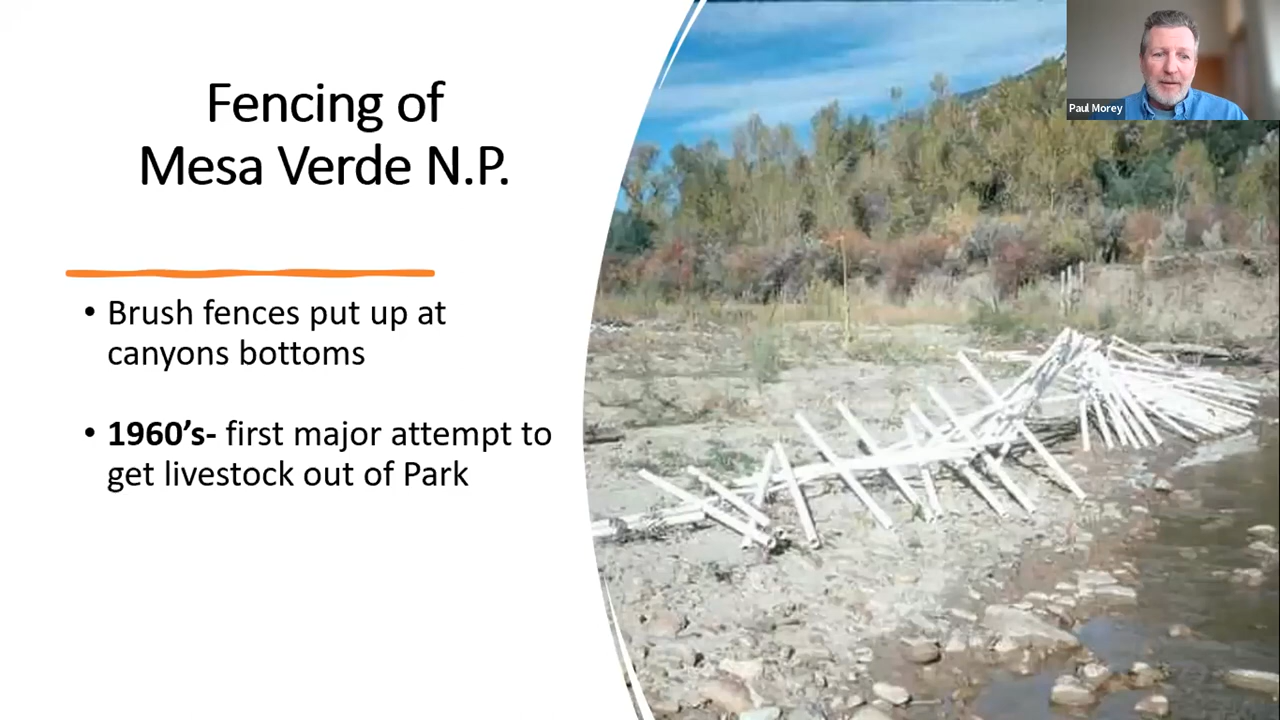 Fencing of
Mesa Verde N.P.
• Brush fences put up at
canyons bottoms
• 1960’s- first major attempt to
get livestock out of Park
Paul Morey